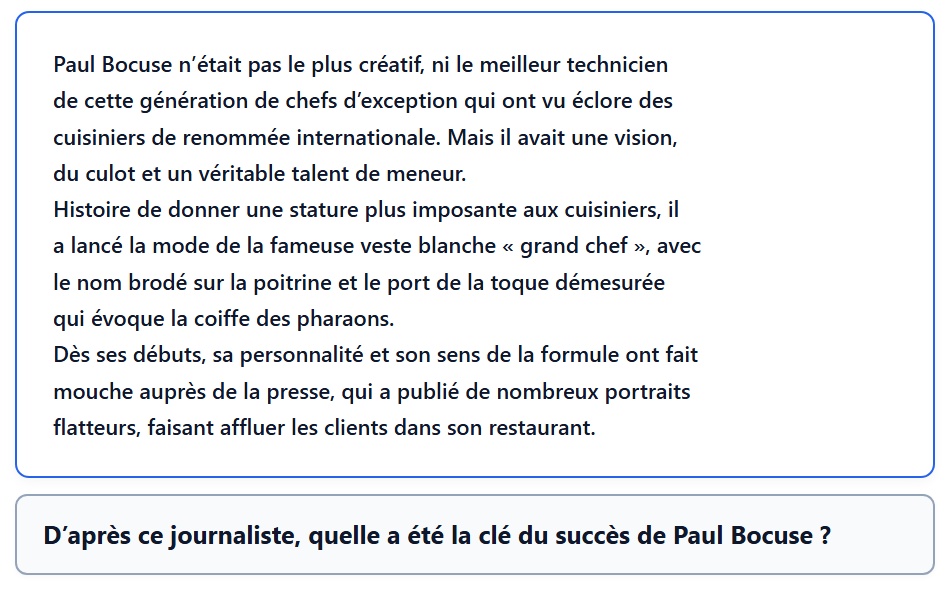 Paul Bocuse n’était pas le plus créatif, ni le meilleur technicien
de cette génération de chefs d’exception qui ont vu éclore des
cuisiniers de renommée internationale. Mais il avait une vision,
du culot et un véritable talent de meneur.
Histoire de donner une stature plus imposante aux cuisiniers, il
a lancé la mode de la fameuse veste blanche « grand chef », avec
le nom brodé sur la poitrine et le port de la toque démesurée
qui évoque la coiffe des pharaons.
Dès ses débuts, sa personnalité et son sens de la formule ont fait
mouche auprès de la presse, qui a publié de nombreux portraits
flatteurs, faisant affluer les clients dans son restaurant.
D’après ce journaliste, quelle a été la clé du succès de Paul Bocuse ?